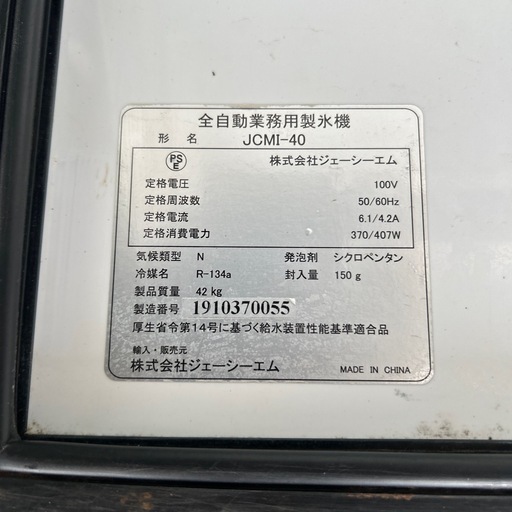 全自動業務用製氷機
形 名 JCMI-40
PSE 株式会社ジェーシーエム
定格電圧 100V
定格周波数 50/60Hz
定格電流 6.1/4.2A
定格消費電力 370/407W
気候類型 N 発泡剤 シクロペンタン
冷媒名 R-134a 封入量 150g
製品質量 42 kg
製造番号 1910370055
厚生省令第14号に基づく給水装置性能基準適合品
輸入・販売元
株式会社ジェーシーエム MADE IN CHINA